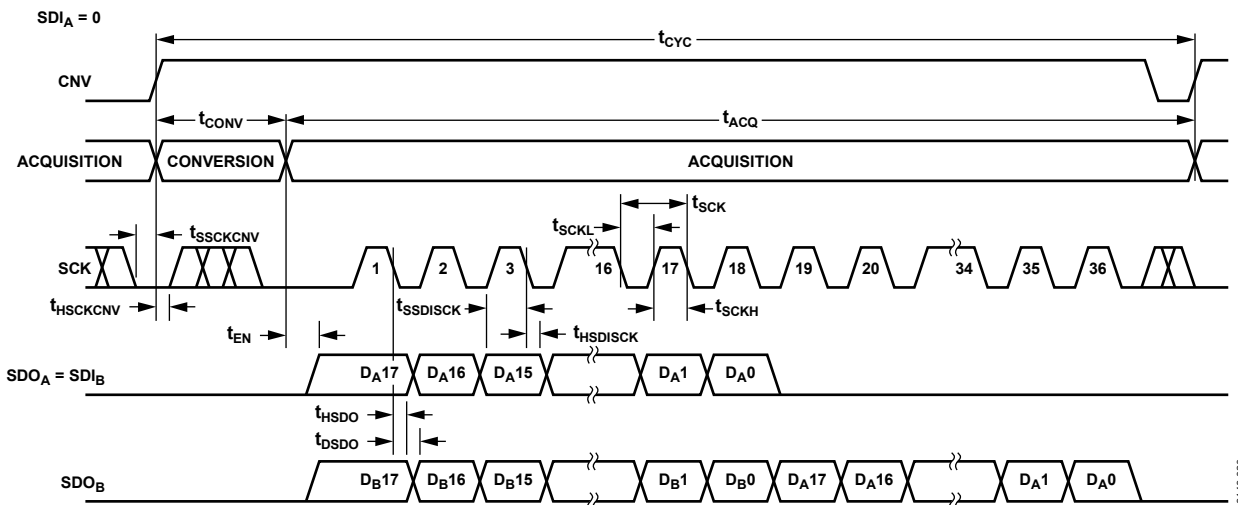 SDIA = 0
tCYC
CNV
tCONV
tACQ
ACQUISITION
CONVERSION
ACQUISITION
tSCK
tSCKL
tSSCKCNV
SCK
1 2 3 16 17 18 19 20 34 35 36
tHSCKCNV
tSSDISCK
tSCKH
tEN
tHSDISCK
SDOA = SDIB
DA17 DA16 DA15 DA1 DA0
tHSDO
tDSDO
SDOB
DB17 DB16 DB15 DB1 DB0 DA17 DA16 DA1 DA0